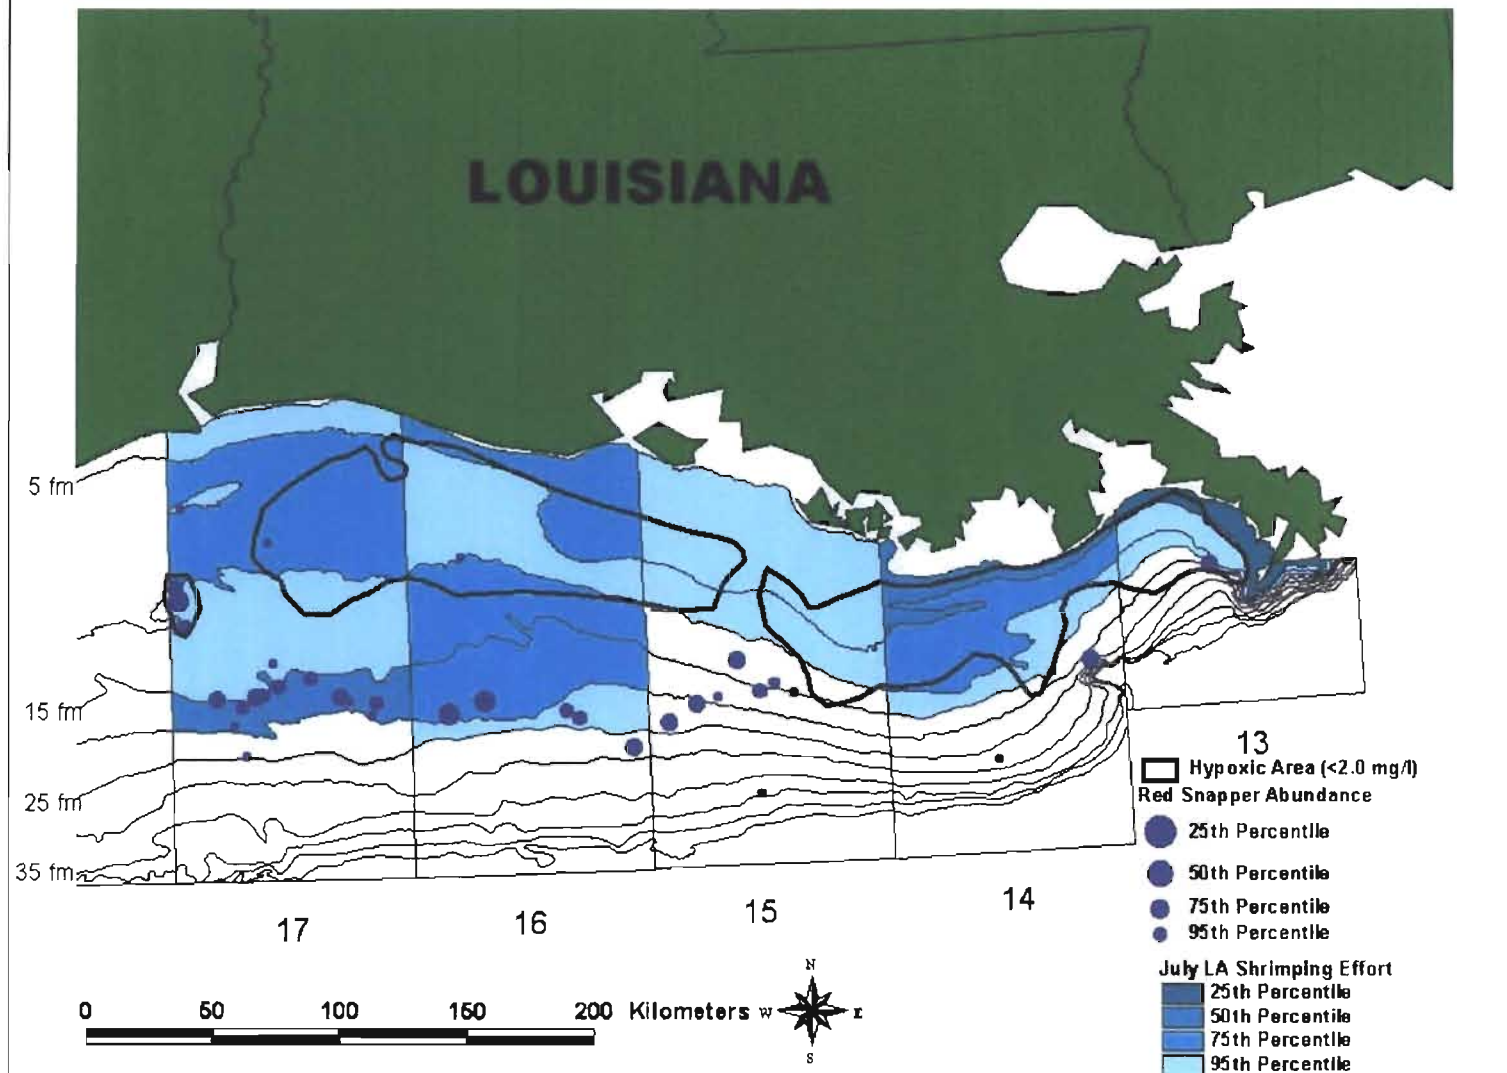 LOUISIANA
5 fm
15 fm
25 fm
35 fm
17
16
15
14
13
Hypoxic Area (<2.0 mg/l)
Red Snapper Abundance
25th Percentile
50th Percentile
75th Percentile
95th Percentile
July LA Shrimping Effort
25th Percentile
50th Percentile
75th Percentile
95th Percentile
0 50 100 150 200 Kilometers
N
W E
S